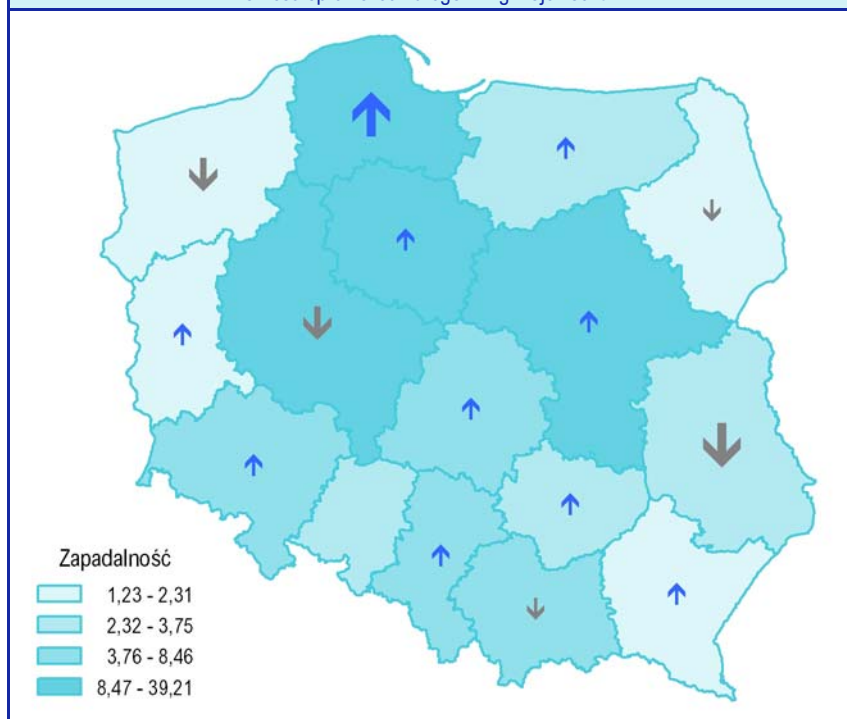 Zapadalność
1,23 - 2,31
2,32 - 3,75
3,76 - 8,46
8,47 - 39,21